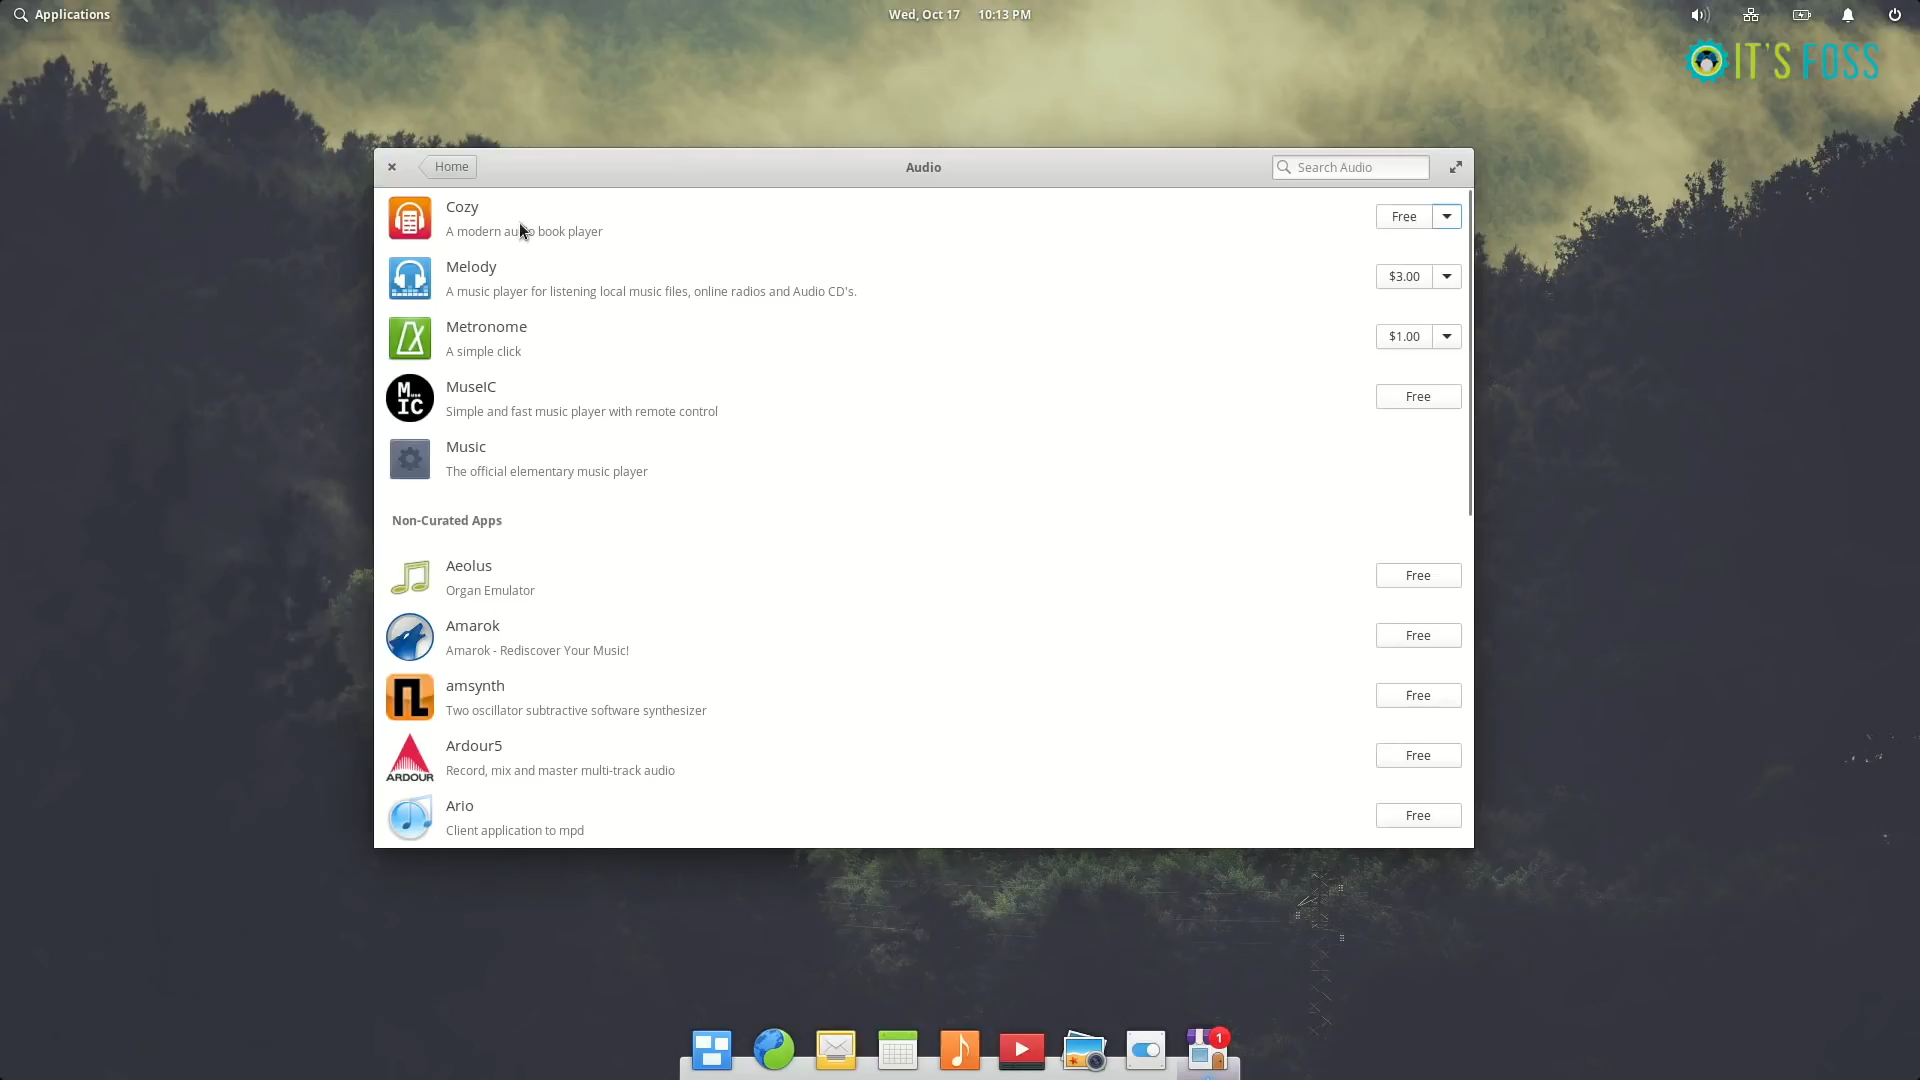 Applications
Wed, Oct 17 10:13 PM
IT'S FOSS
Home
Audio
Search Audio
Cozy
A modern audio book player
Free
Melody
A music player for listening local music files, online radios and Audio CD's.
$3.00
Metronome
A simple click
$1.00
M USE IC
MuseIC
Simple and fast music player with remote control
Free
Music
The official elementary music player
Non-Curated Apps
Aeolus
Organ Emulator
Free
Amarok
Amarok - Rediscover Your Music!
Free
amsynth
Two oscillator subtractive software synthesizer
Free
ARDOUR
Ardour5
Record, mix and master multi-track audio
Free
Ario
Client application to mpd
Free
1